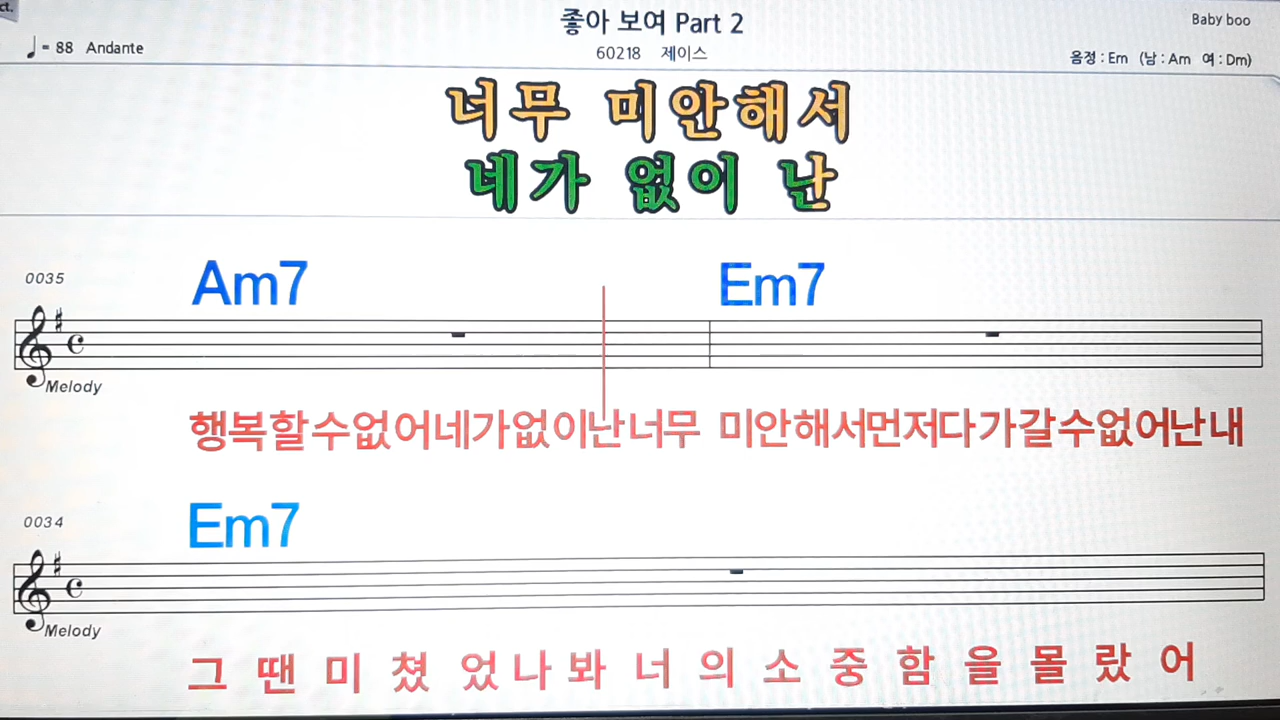 ct.
좋아 보여 Part 2
Baby boo
♩ = 88 Andante
60218 제이스
음정 : Em (남 : Am 여 : Dm)
너무 미안해서
네가 없이 난
0035
Am7 Em7
Melody
행복할수없어네가없이난너무 미안해서먼저다가갈수없어난내
0034
Em7
Melody
그 땐 미 쳤 었 나 봐 너 의 소 중 함 을 몰 랐 어